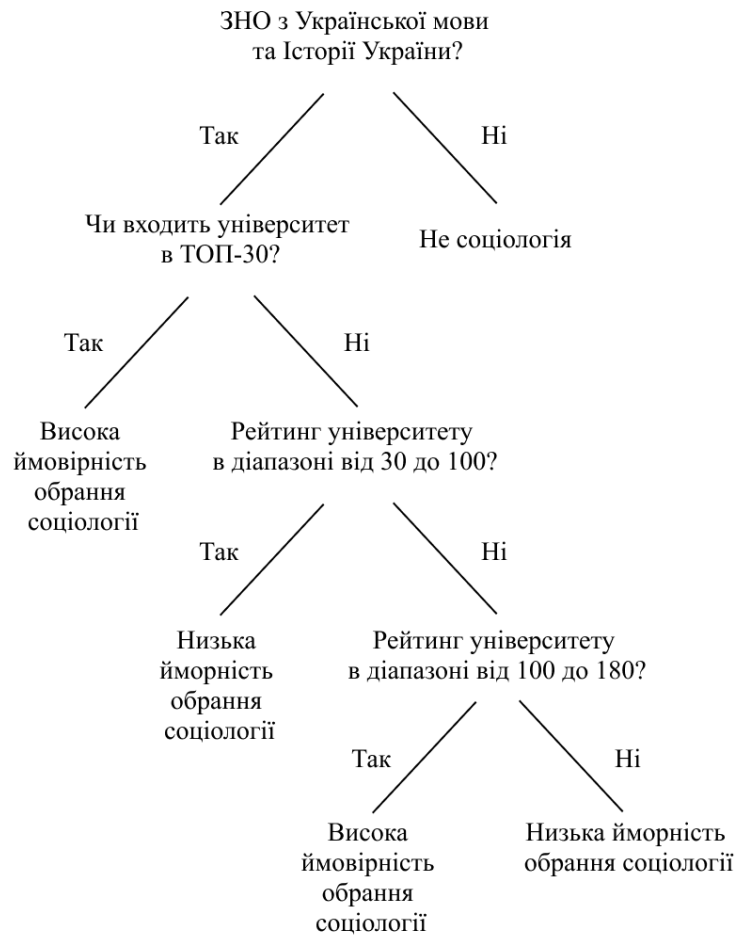 ЗНО з Української мови
та Історії України?
Так
Ні
Чи входить університет
в ТОП-30?
Не соціологія
Так
Ні
Висока
ймовірність
обрання
соціології
Рейтинг університету
в діапазоні від 30 до 100?
Так
Ні
Низька
йморність
обрання
соціології
Рейтинг університету
в діапазоні від 100 до 180?
Так
Ні
Висока
ймовірність
обрання
соціології
Низька йморність
обрання соціології